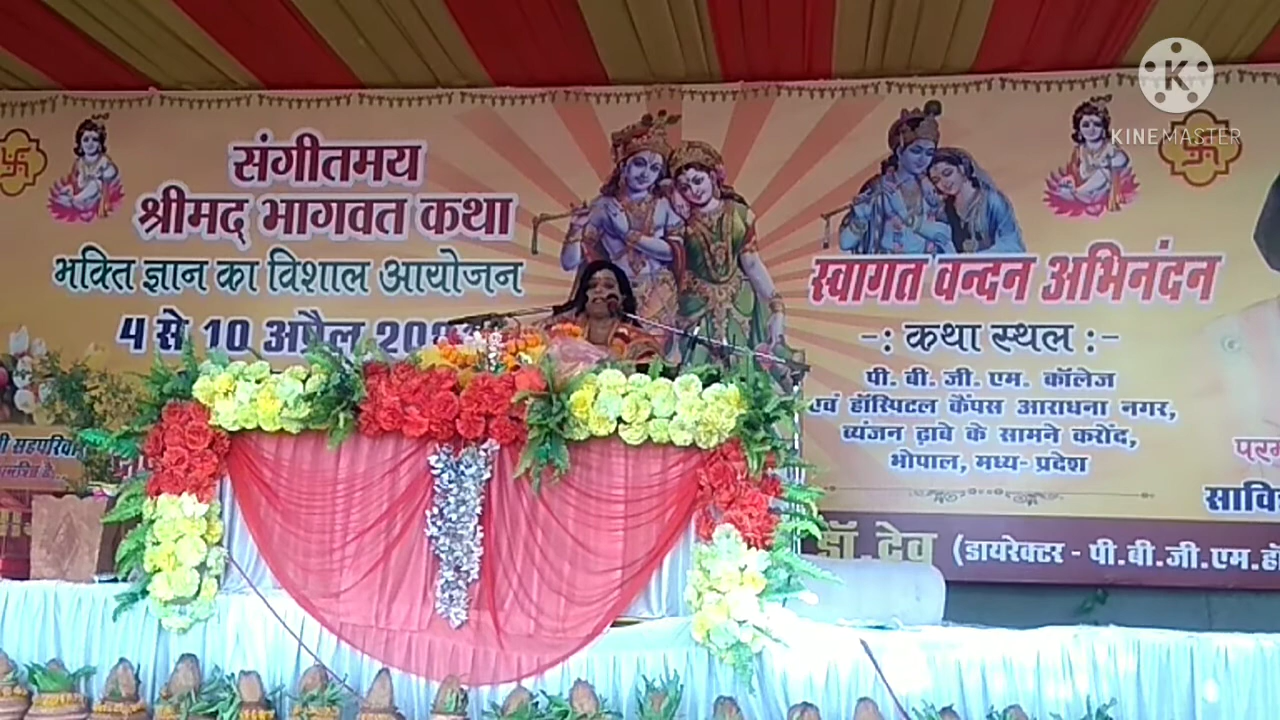 KINEMASTER
संगीतमय
श्रीमद् भागवत कथा
भक्ति ज्ञान का विशाल आयोजन
4 से 10 अप्रैल
स्वागत वन्दन अभिनंदन
-: कथा स्थल :-
पी. बी. जी. एम. कॉलेज
एवं हॉस्पिटल कैंपस आराधना नगर,
व्यंजन ढ़ाबे के सामने करोंद,
भोपाल, मध्य- प्रदेश
सहपरिवार
डॉ. देव (डायरेक्टर - पी.बी.जी.एम.